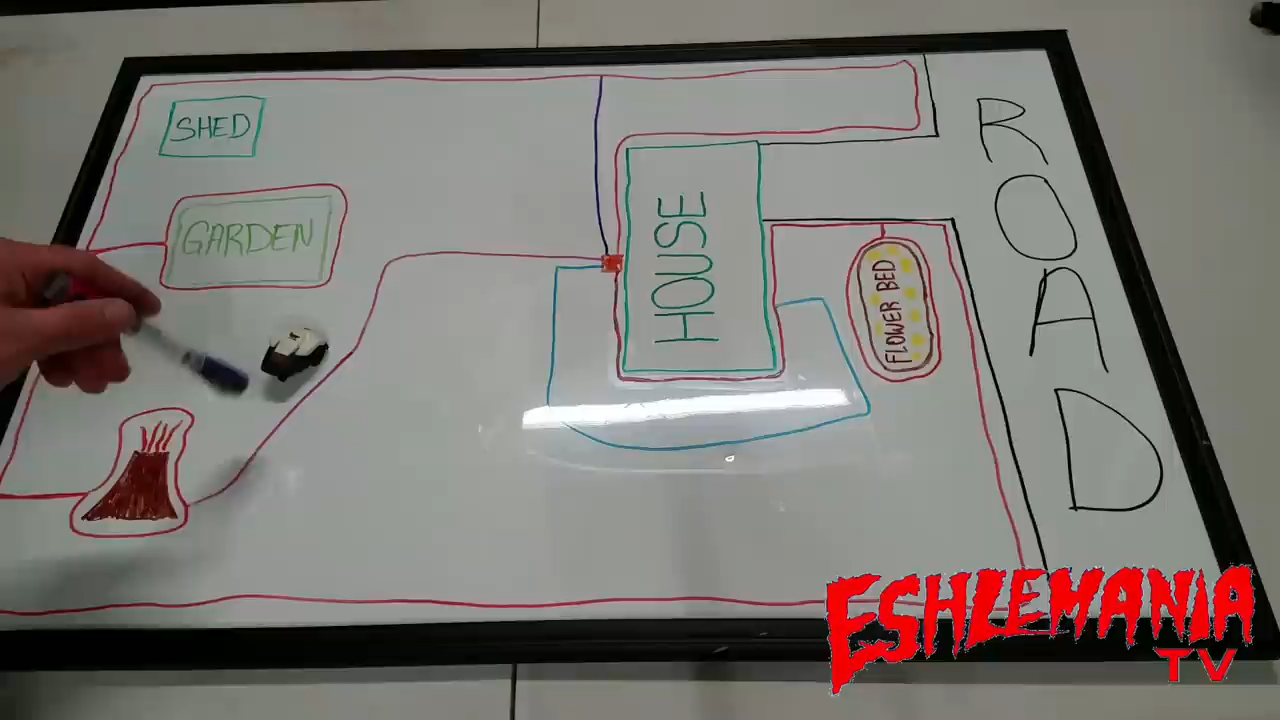 SHED
GARDEN
HOUSE
FLOWER BED
ROAD
ESHLEMANIA
TV